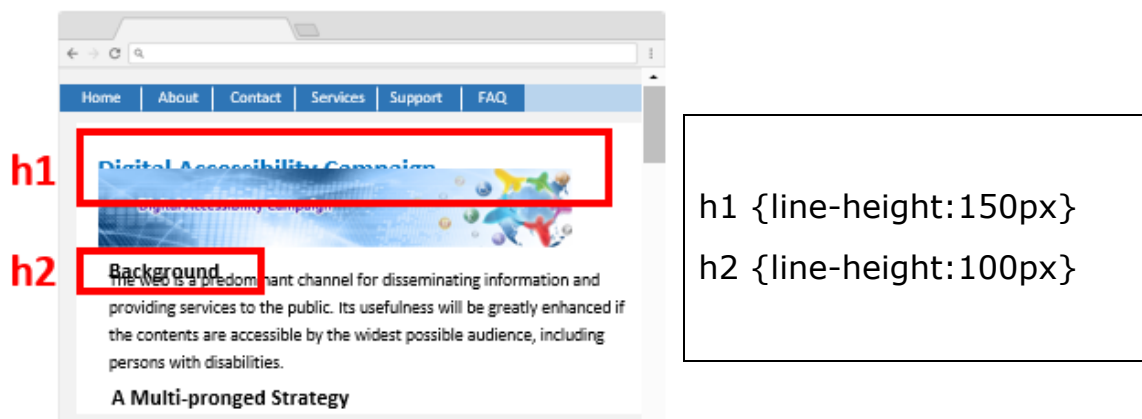 Home About Contact Services Support FAQ
h1
Digital Accessibility Campaign
Digital Accessibility Campaign
h2
Background
The web is a predominant channel for disseminating information and
providing services to the public. Its usefulness will be greatly enhanced if
the contents are accessible by the widest possible audience, including
persons with disabilities.
A Multi-pronged Strategy
h1 {line-height:150px}
h2 {line-height:100px}